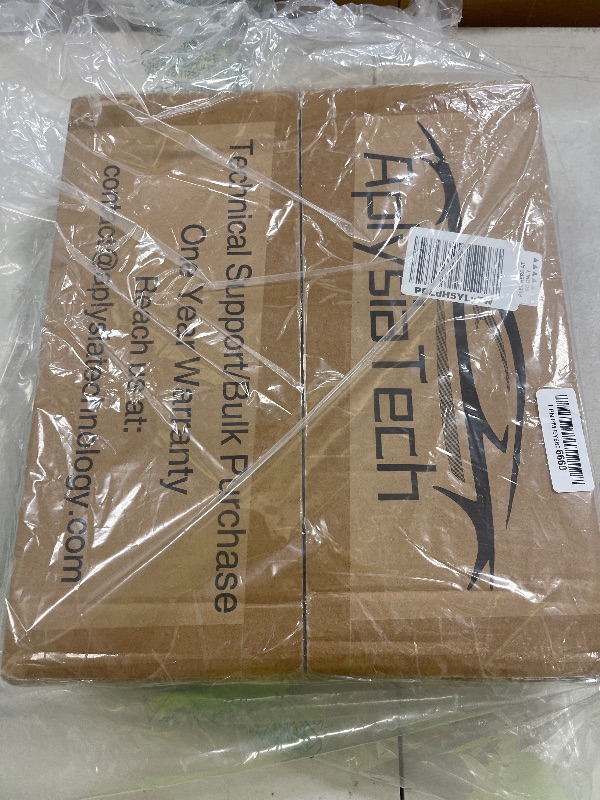 AplysiaTech
Technical Support/Bulk Purchase
One Year Warranty
Reach us at:
contact@aplysiatechnology.com